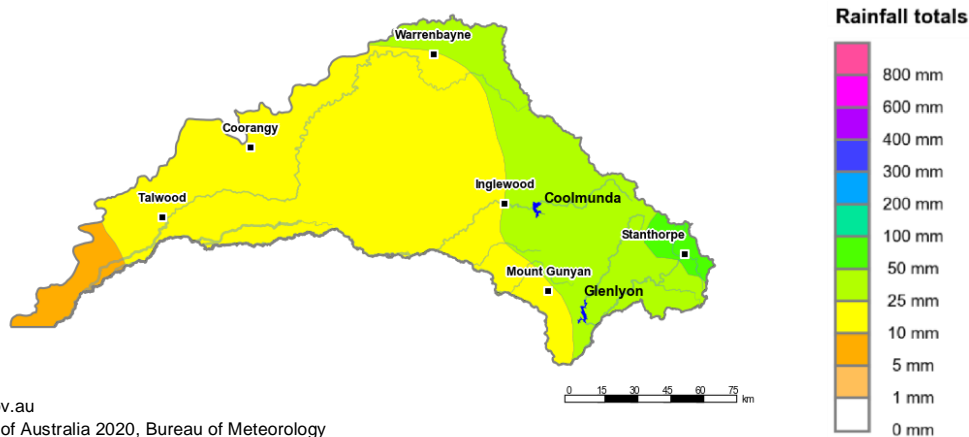 Rainfall totals
800 mm
600 mm
400 mm
300 mm
200 mm
100 mm
50 mm
25 mm
10 mm
5 mm
1 mm
0 mm
Warrenbayne
Coorangy
Talwood
Inglewood
Coolmunda
Stanthorpe
Mount Gunyan
Glenlyon
0 15 30 45 60 75
km
of Australia 2020, Bureau of Meteorology